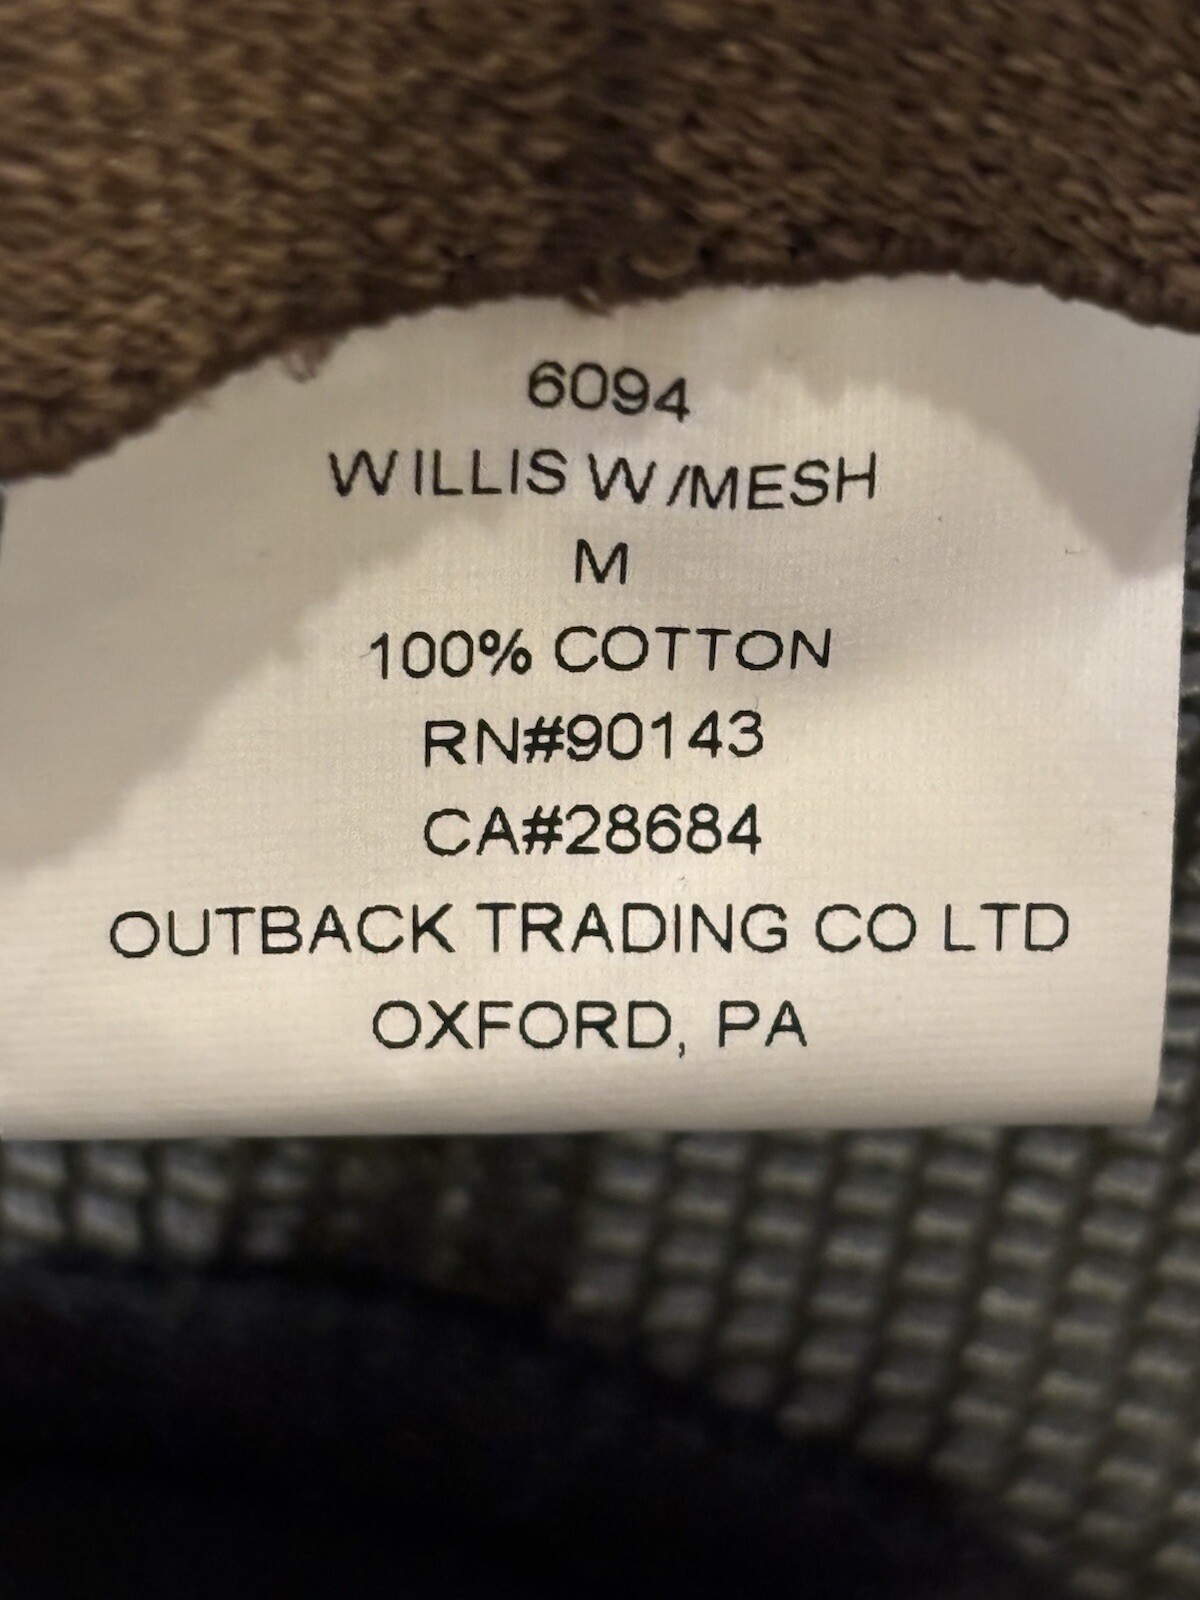 6094
WILLIS W/MESH
M
100% COTTON
RN#90143
CA#28684
OUTBACK TRADING CO LTD
OXFORD, PA